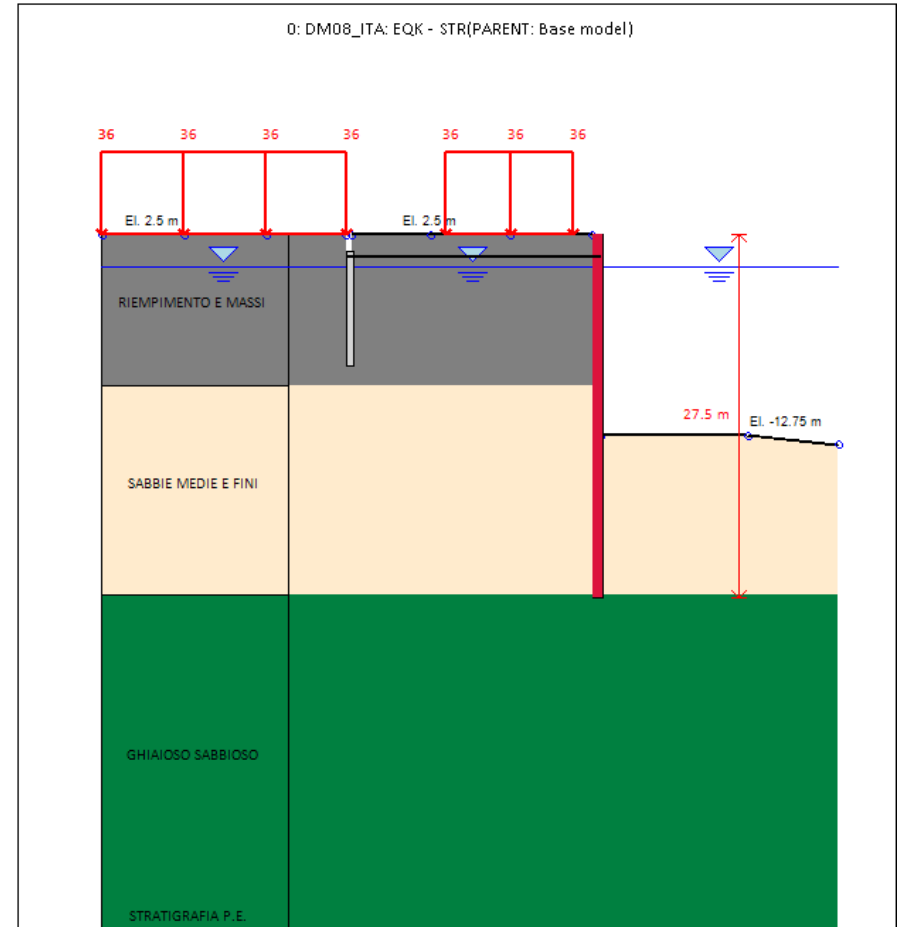 0: DM08_ITA: EQK - STR(PARENT: Base model)
36 36 36 36 36 36 36
El. 2.5 m El. 2.5 m
RIEMPIMENTO E MASSI
27.5 m El. -12.75 m
SABBIE MEDIE E FINI
GHIAIOSO SABBIOSO
STRATIGRAFIA P.E.